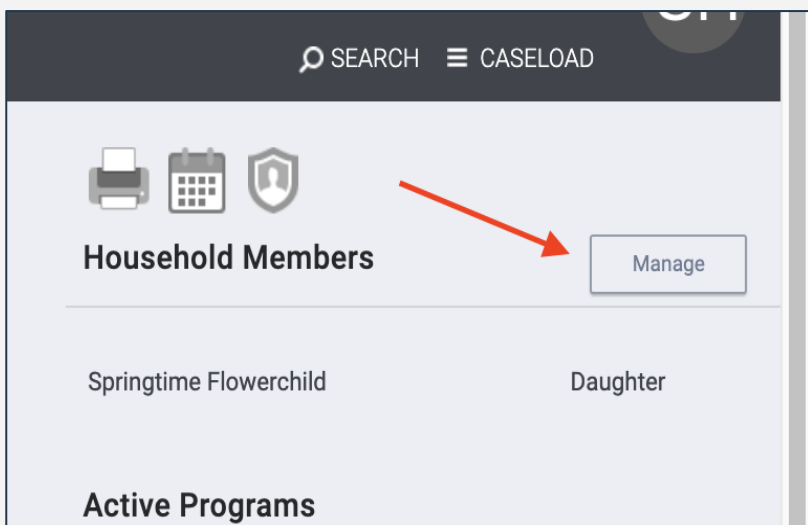 SEARCH CASELOAD
Household Members Manage
Springtime Flowerchild Daughter
Active Programs